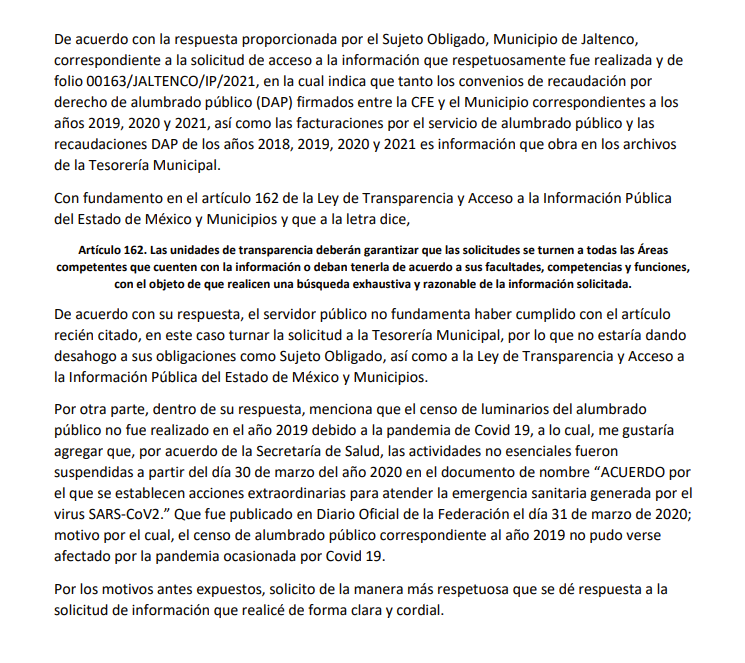 De acuerdo con la respuesta proporcionada por el Sujeto Obligado, Municipio de Jaltenco,
correspondiente a la solicitud de acceso a la información que respetuosamente fue realizada y de
folio 00163/JALTENCO/IP/2021, en la cual indica que tanto los convenios de recaudación por
derecho de alumbrado público (DAP) firmados entre la CFE y el Municipio correspondientes a los
años 2019, 2020 y 2021, así como las facturaciones por el servicio de alumbrado público y las
recaudaciones DAP de los años 2018, 2019, 2020 y 2021 es información que obra en los archivos
de la Tesorería Municipal.
Con fundamento en el artículo 162 de la Ley de Transparencia y Acceso a la Información Pública
del Estado de México y Municipios y que a la letra dice,
Artículo 162. Las unidades de transparencia deberán garantizar que las solicitudes se turnen a todas las Áreas
competentes que cuenten con la información o deban tenerla de acuerdo a sus facultades, competencias y funciones,
con el objeto de que realicen una búsqueda exhaustiva y razonable de la información solicitada.
De acuerdo con su respuesta, el servidor público no fundamenta haber cumplido con el artículo
recién citado, en este caso turnar la solicitud a la Tesorería Municipal, por lo que no estaría dando
desahogo a sus obligaciones como Sujeto Obligado, así como a la Ley de Transparencia y Acceso a
la Información Pública del Estado de México y Municipios.
Por otra parte, dentro de su respuesta, menciona que el censo de luminarios del alumbrado
público no fue realizado en el año 2019 debido a la pandemia de Covid 19, a lo cual, me gustaría
agregar que, por acuerdo de la Secretaría de Salud, las actividades no esenciales fueron
suspendidas a partir del día 30 de marzo del año 2020 en el documento de nombre “ACUERDO por
el que se establecen acciones extraordinarias para atender la emergencia sanitaria generada por el
virus SARS-CoV2.” Que fue publicado en Diario Oficial de la Federación el día 31 de marzo de 2020;
motivo por el cual, el censo de alumbrado público correspondiente al año 2019 no pudo verse
afectado por la pandemia ocasionada por Covid 19.
Por los motivos antes expuestos, solicito de la manera más respetuosa que se dé respuesta a la
solicitud de información que realicé de forma clara y cordial.